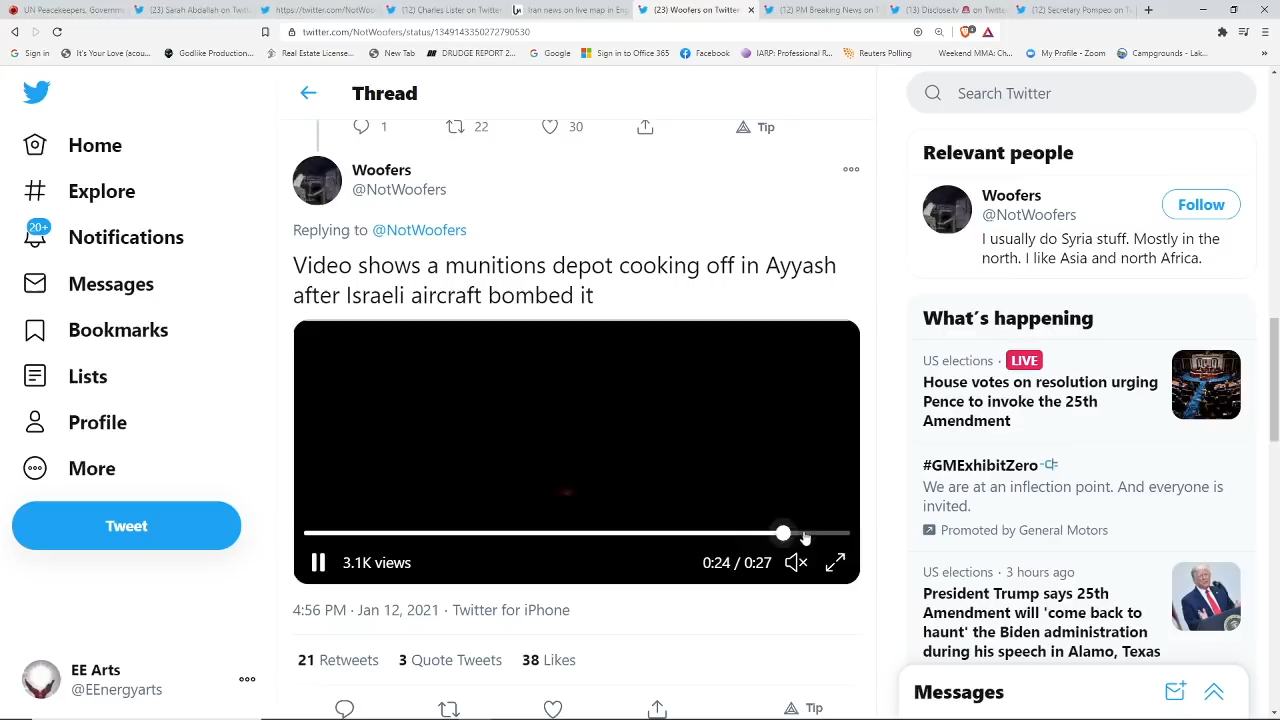 UN Peacekeepers, Governme
(23) Sarah Abdallah on Twitt
https://twitter.com/NotWoo
(12) Charles Lister on Twitter
Iran news on live map in Eng
(23) Woofers on Twitter
(12) PM Breaking News on T
(13) Disclose.tv on Twitte
(12) Secretary Pompeo on Tw
twitter.com/NotWoofers/status/1349143350272790530
Sign in
It's Your Love (acou...
Godlike Production...
Real Estate License...
New Tab
DRUDGE REPORT 2...
Google
Sign in to Office 365
Facebook
IARP: Professional R...
Reuters Polling
Weekend MMA: Ch...
My Profile - Zoom
Campgrounds - Lak...
Home
Explore
20+
Notifications
Messages
Bookmarks
Lists
Profile
More
Tweet
EE Arts
@EEnergyarts
Thread
1
22
30
Tip
Woofers
@NotWoofers
Replying to @NotWoofers
Video shows a munitions depot cooking off in Ayyash
after Israeli aircraft bombed it
3.1K views
0:24 / 0:27
4:56 PM · Jan 12, 2021 · Twitter for iPhone
21 Retweets 3 Quote Tweets 38 Likes
Tip
Search Twitter
Relevant people
Woofers
@NotWoofers
Follow
I usually do Syria stuff. Mostly in the
north. I like Asia and north Africa.
What's happening
US elections · LIVE
House votes on resolution urging
Pence to invoke the 25th
Amendment
#GMExhibitZero
We are at an inflection point. And everyone is
invited.
Promoted by General Motors
US elections · 3 hours ago
President Trump says 25th
Amendment will 'come back to
haunt' the Biden administration
during his speech in Alamo, Texas
Messages